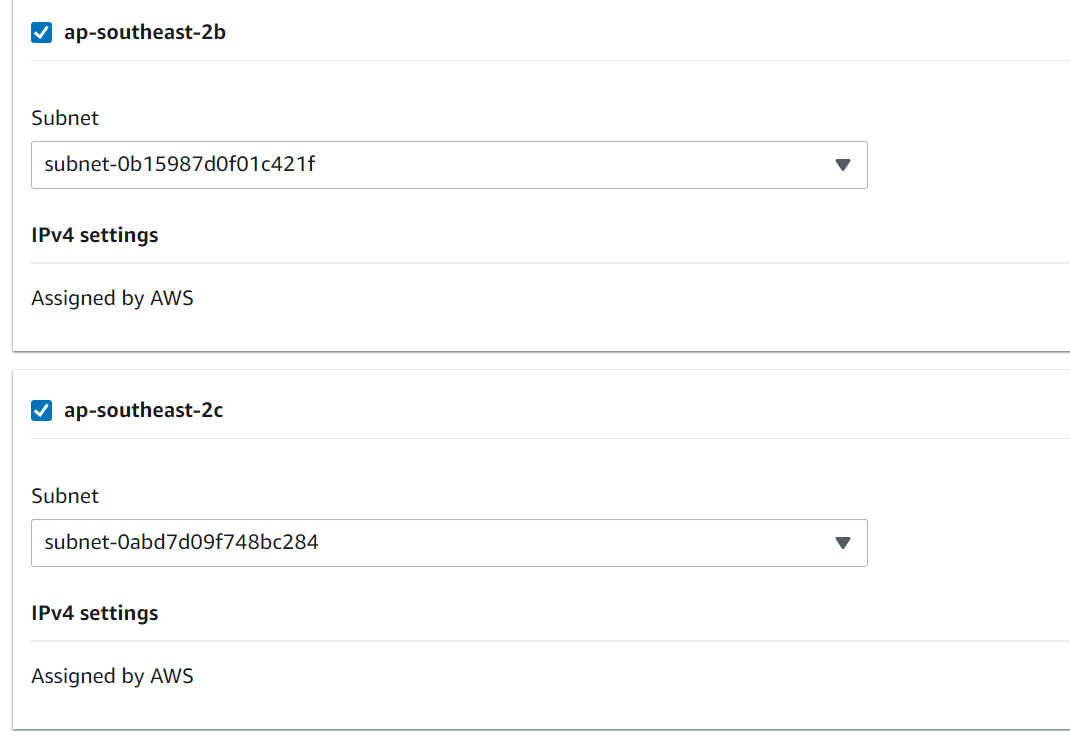 ap-southeast-2b
Subnet
subnet-0b15987d0f01c421f
IPv4 settings
Assigned by AWS
ap-southeast-2c
Subnet
subnet-0abd7d09f748bc284
IPv4 settings
Assigned by AWS